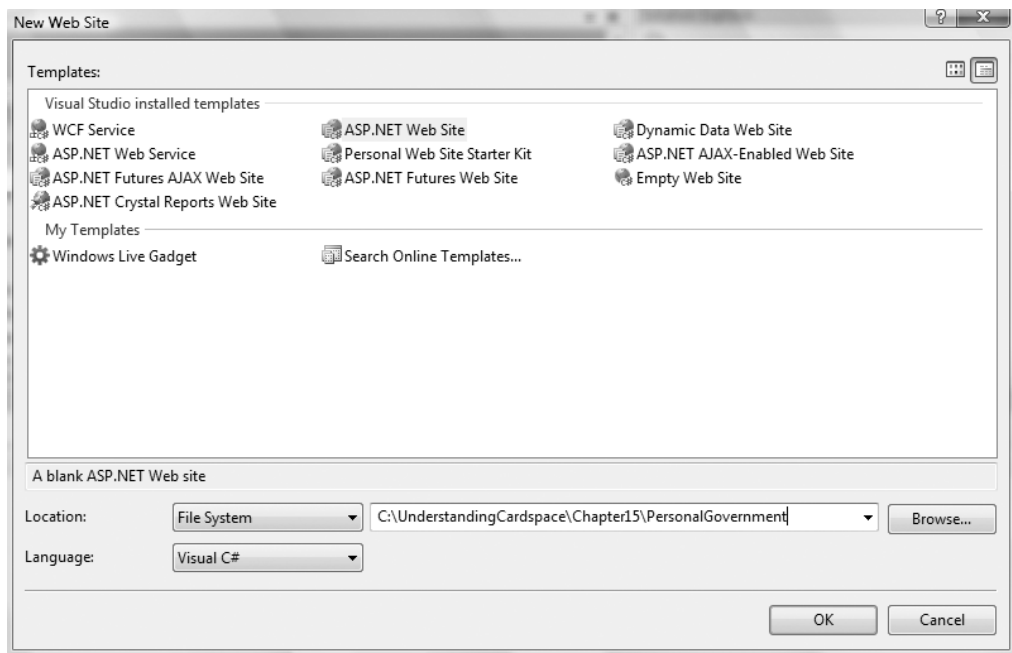 New Web Site
Templates:
Visual Studio installed templates
WCF Service
ASP.NET Web Site
Dynamic Data Web Site
ASP.NET Web Service
Personal Web Site Starter Kit
ASP.NET AJAX-Enabled Web Site
ASP.NET Futures AJAX Web Site
ASP.NET Futures Web Site
Empty Web Site
ASP.NET Crystal Reports Web Site
My Templates
Windows Live Gadget
Search Online Templates...
A blank ASP.NET Web site
Location:
File System
C:\UnderstandingCardspace\Chapter15\PersonalGovernment
Browse...
Language:
Visual C#
OK
Cancel